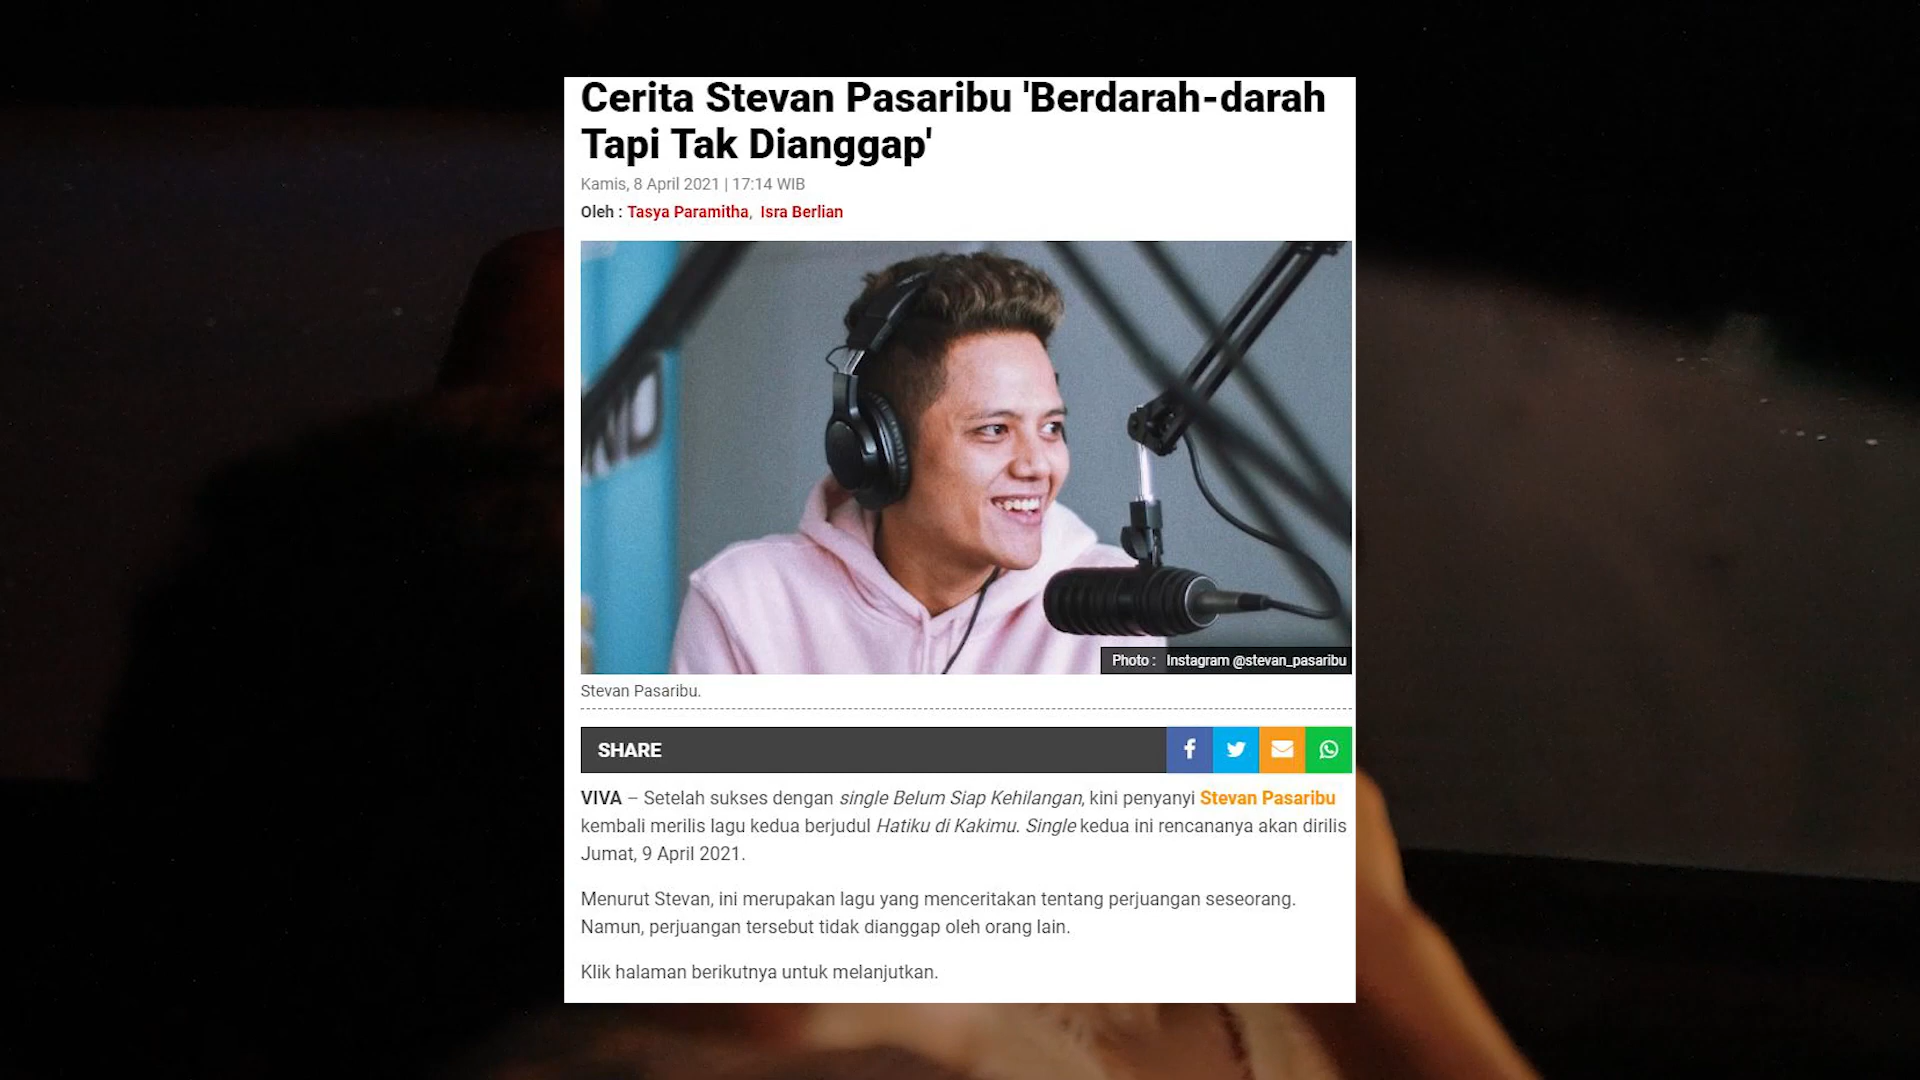 Cerita Stevan Pasaribu 'Berdarah-darah
Tapi Tak Dianggap'
Kamis, 8 April 2021 | 17:14 WIB
Oleh : Tasya Paramitha, Isra Berlian
Photo : Instagram @stevan_pasaribu
Stevan Pasaribu.
SHARE
VIVA – Setelah sukses dengan single Belum Siap Kehilangan, kini penyanyi Stevan Pasaribu
kembali merilis lagu kedua berjudul Hatiku di Kakimu. Single kedua ini rencananya akan dirilis
Jumat, 9 April 2021.
Menurut Stevan, ini merupakan lagu yang menceritakan tentang perjuangan seseorang.
Namun, perjuangan tersebut tidak dianggap oleh orang lain.
Klik halaman berikutnya untuk melanjutkan.